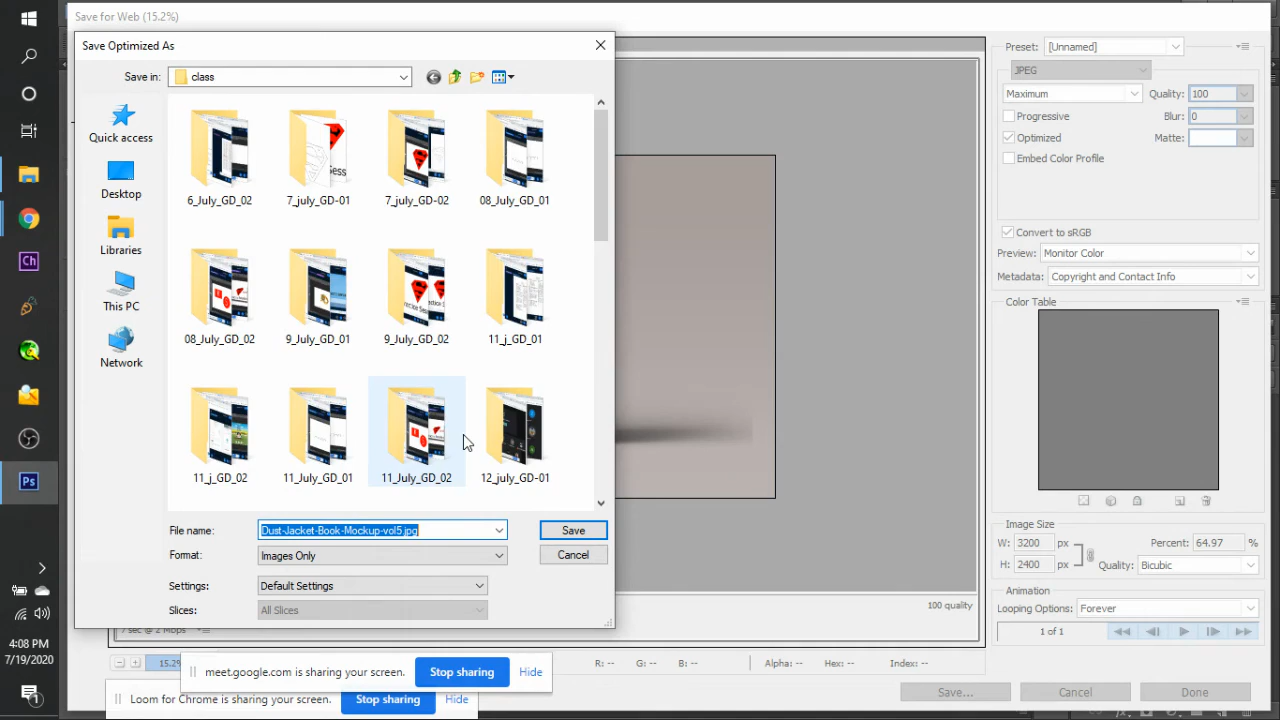 Save for Web (15.2%)
Save Optimized As
Save in: class
Quick access
Desktop
Libraries
This PC
Network
6_July_GD_02
7_july_GD-01
7_july_GD-02
08_July_GD_01
08_July_GD_02
9_July_GD_01
9_July_GD_02
11_j_GD_01
11_j_GD_02
11_July_GD_01
11_July_GD_02
12_july_GD-01
File name: Dust-Jacket-Book-Mockup-vol5.jpg
Save
Format: Images Only
Cancel
Settings: Default Settings
Slices: All Slices
Preset: [Unnamed]
JPEG
Maximum Quality: 100
Progressive Blur: 0
Optimized Matte:
Embed Color Profile
Convert to sRGB
Preview: Monitor Color
Metadata: Copyright and Contact Info
Color Table
Image Size
W: 3200 px Percent: 64.97 %
H: 2400 px Quality: Bicubic
Animation
Looping Options: Forever
1 of 1
100 quality
7 sec @ 2 Mbps
15.2%
R: -- G: -- B: -- Alpha: -- Hex: -- Index: --
meet.google.com is sharing your screen. Stop sharing Hide
Loom for Chrome is sharing your screen. Stop sharing Hide
Save... Cancel Done
Ch
Ps
4:08 PM
7/19/2020
1